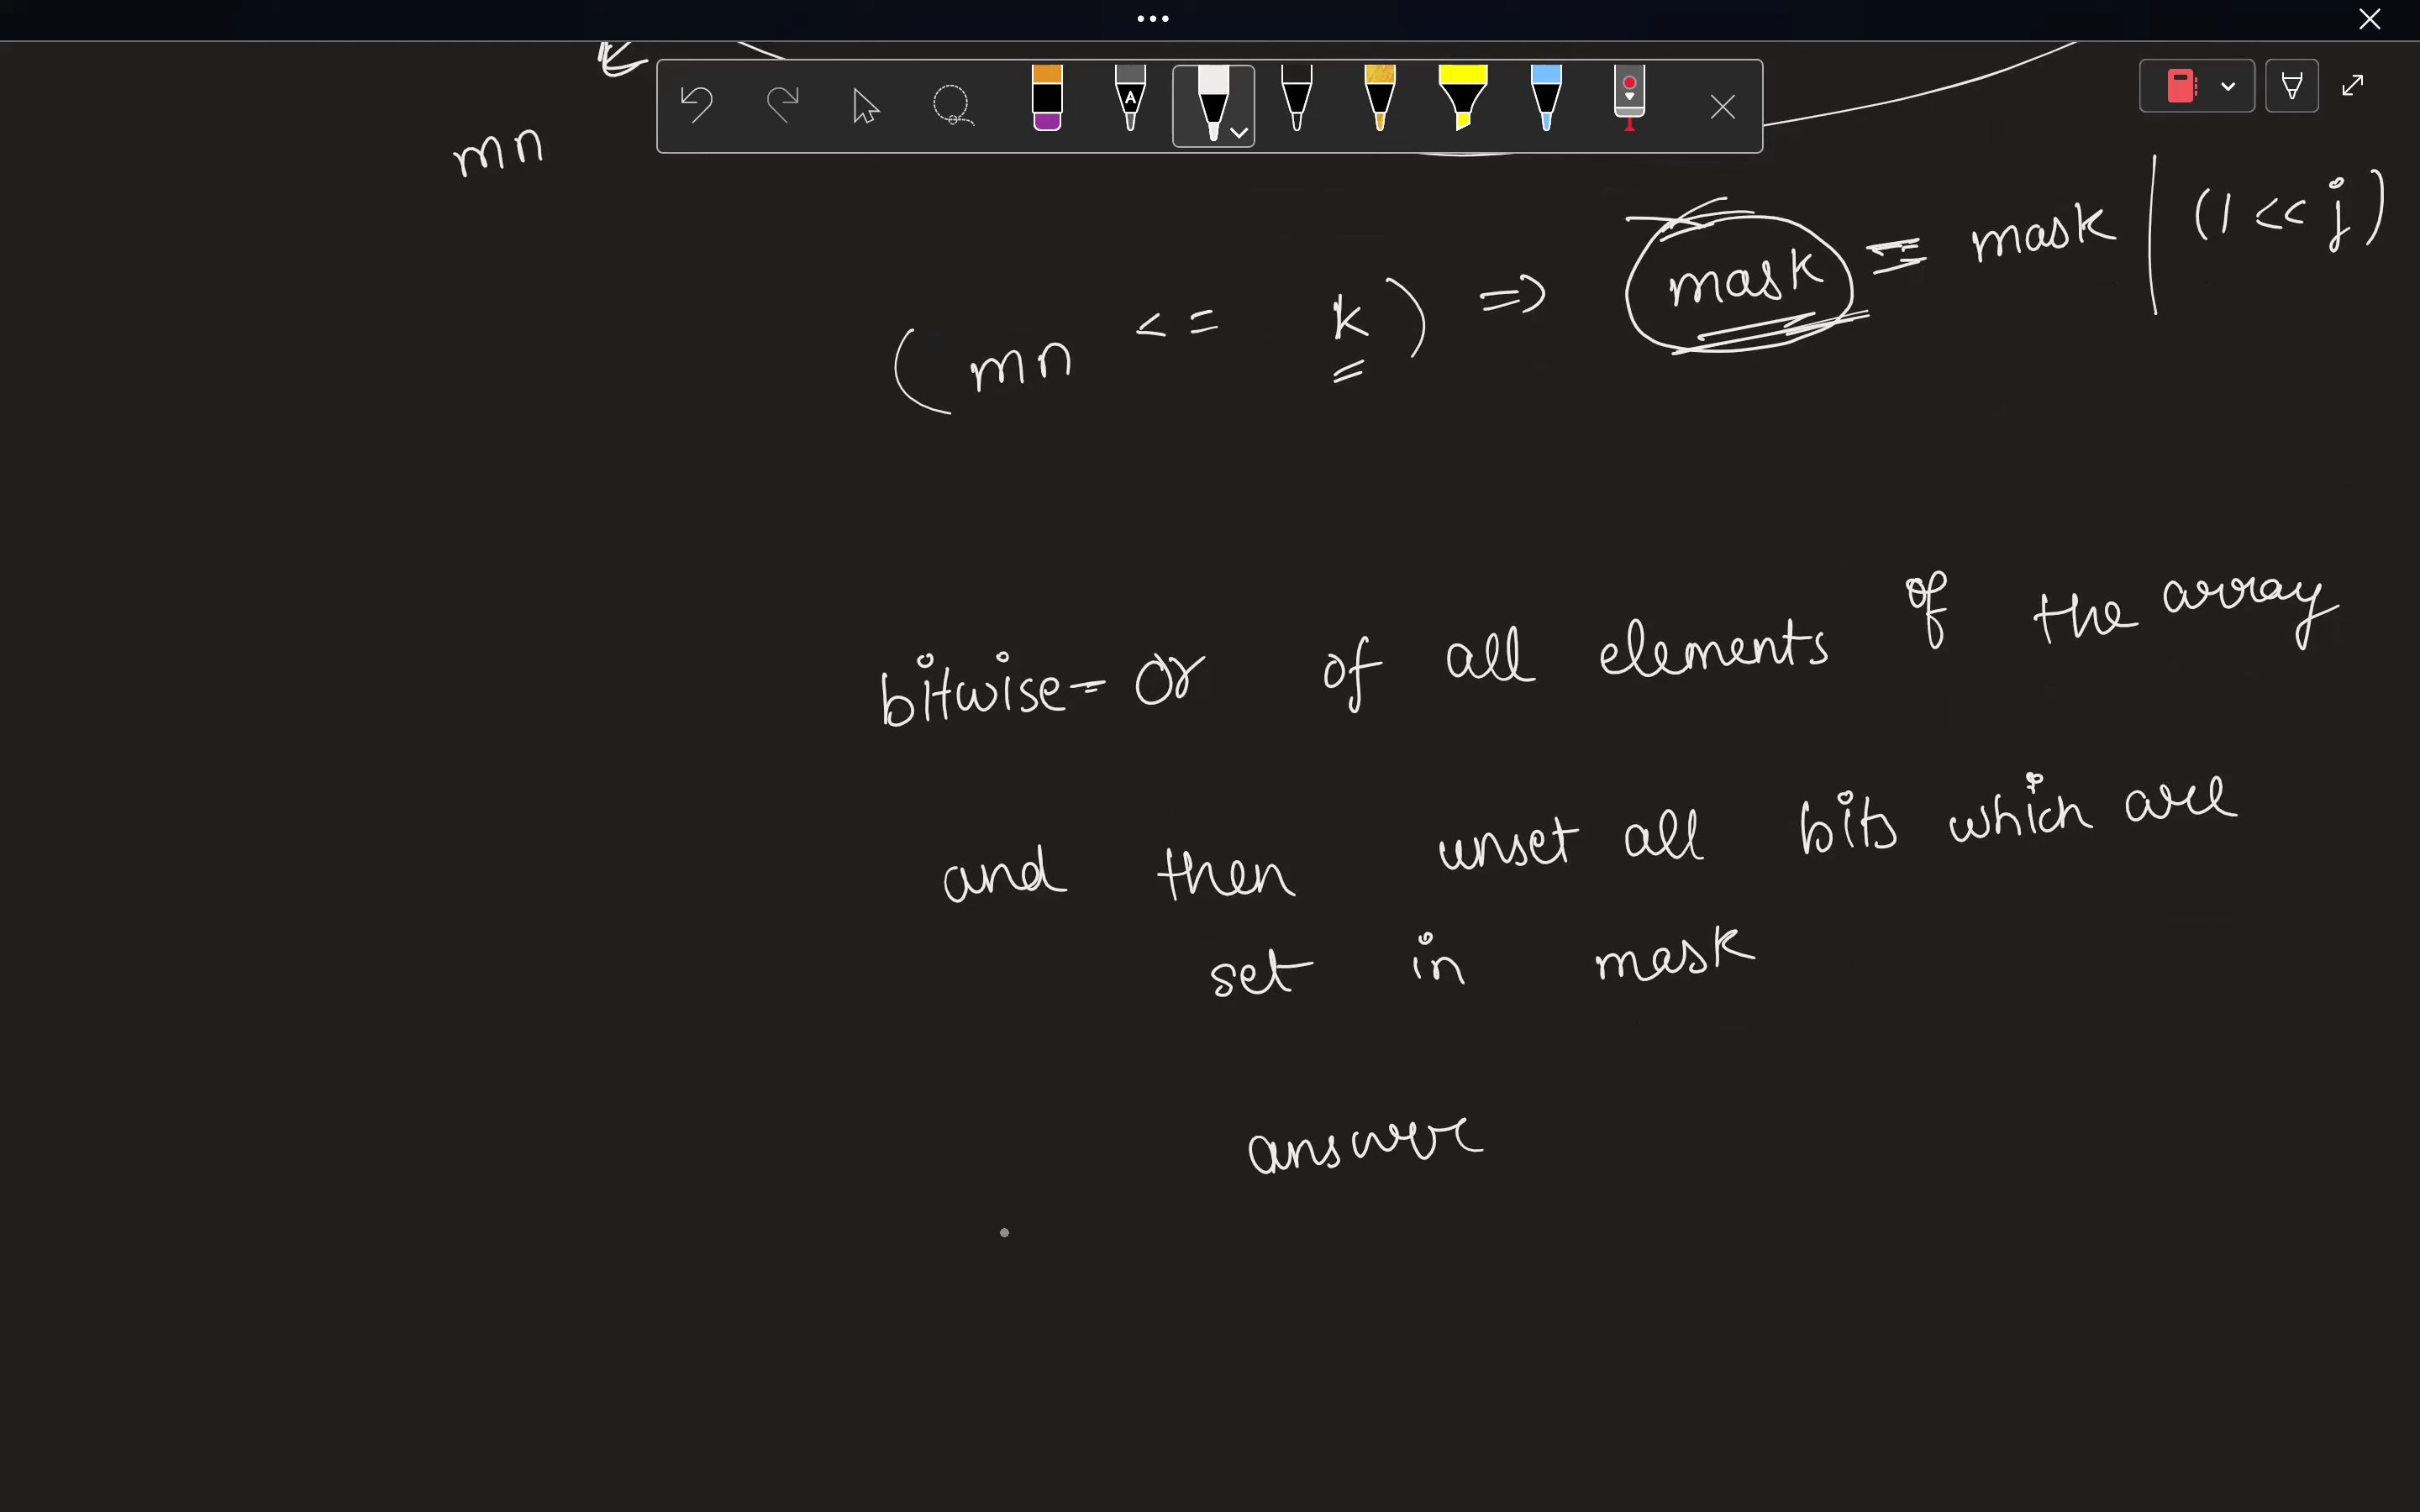 mn
(mn <= k) => mask = mask | (1<<j)
bitwise-or of all elements of the array
and then unset all bits which are
set in mask
answer